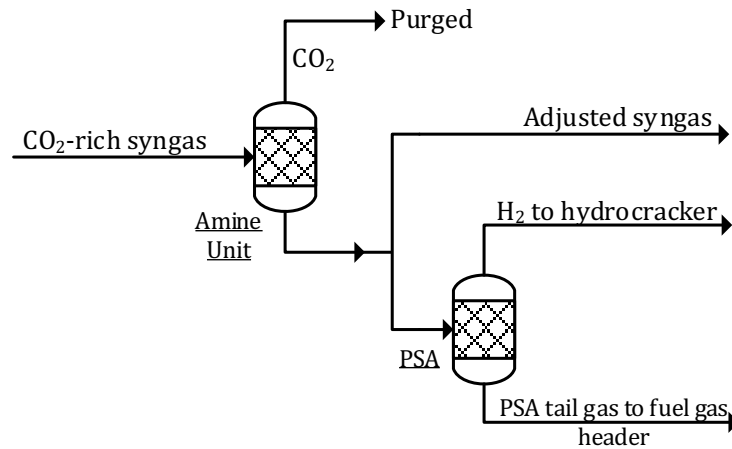 Purged
CO₂
CO₂-rich syngas
Adjusted syngas
Amine
Unit
H₂ to hydrocracker
PSA
PSA tail gas to fuel gas
header